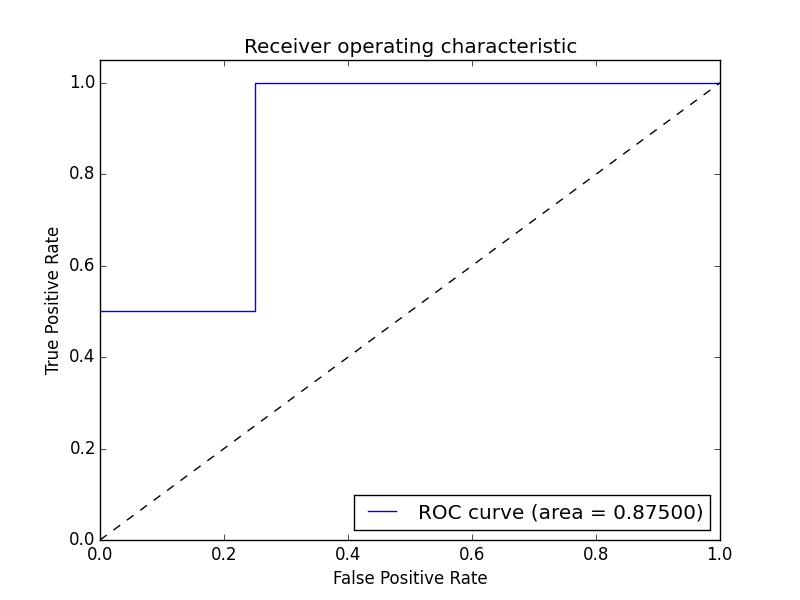 Receiver operating characteristic
True Positive Rate
1.0
0.8
0.6
0.4
0.2
0.0
ROC curve (area = 0.87500)
0.0 0.2 0.4 0.6 0.8 1.0
False Positive Rate